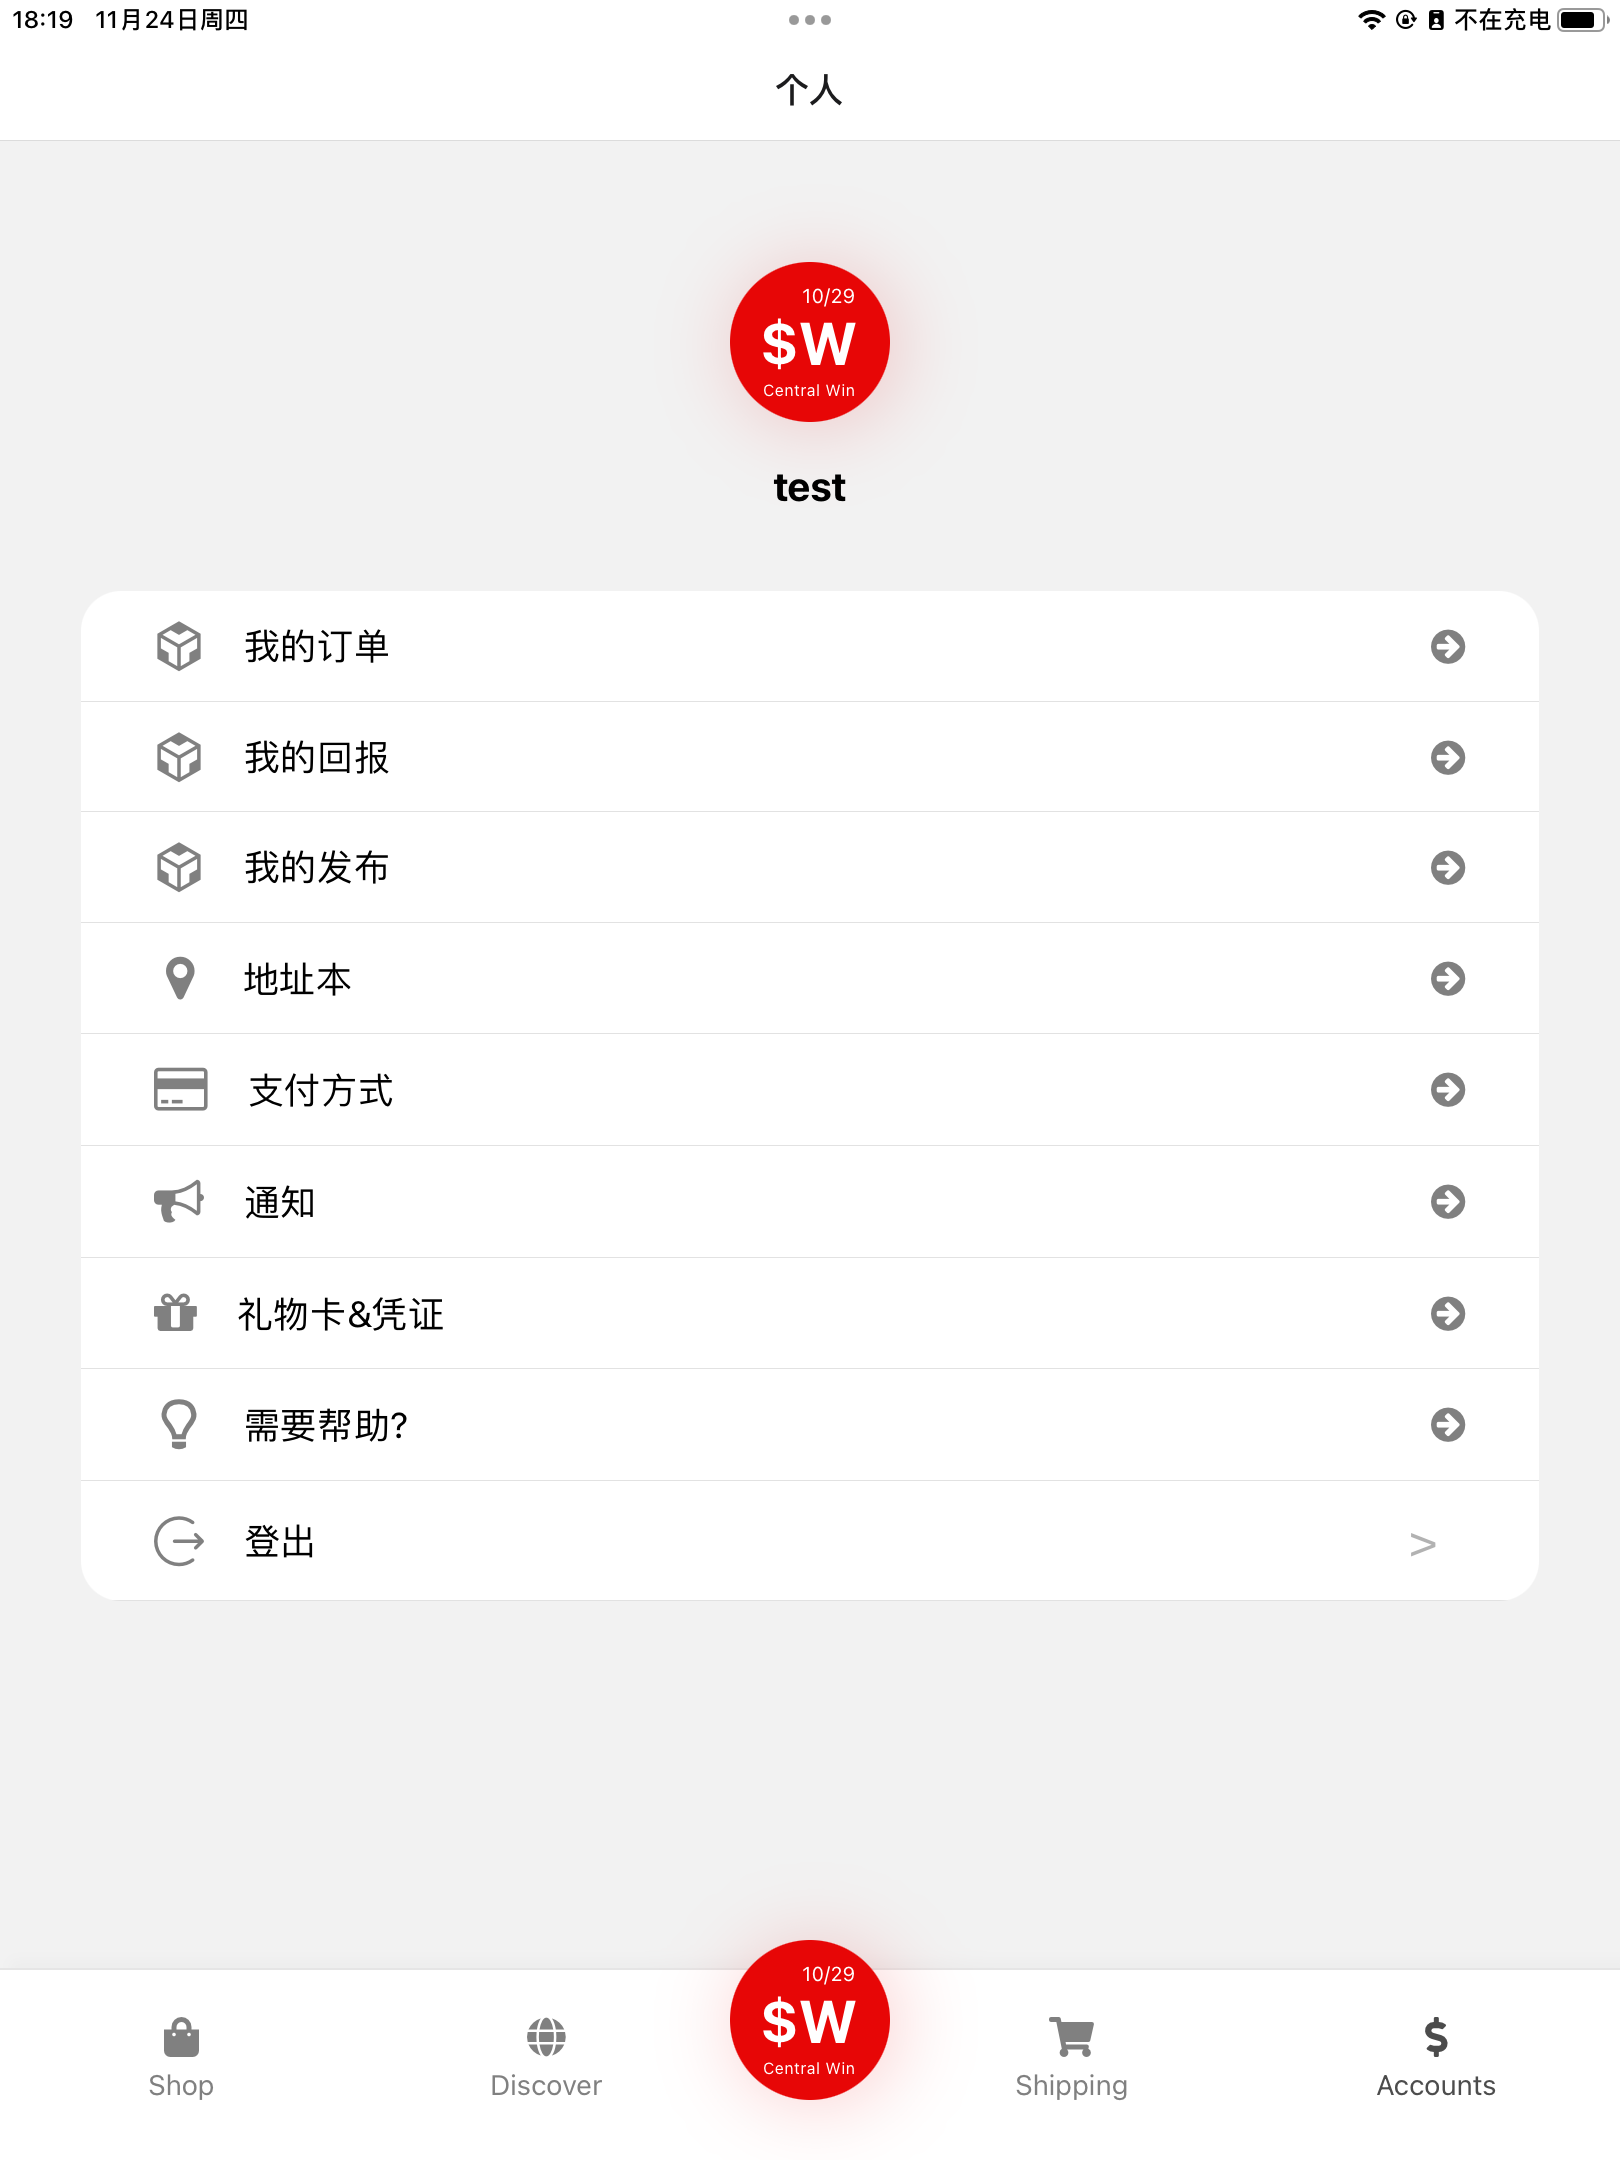 18:19 11月24日周四
不在充电
个人
10/29
$W
Central Win
test
我的订单
我的回报
我的发布
地址本
支付方式
通知
礼物卡&凭证
需要帮助?
登出
>
10/29
$W
Central Win
Shop
Discover
Shipping
Accounts